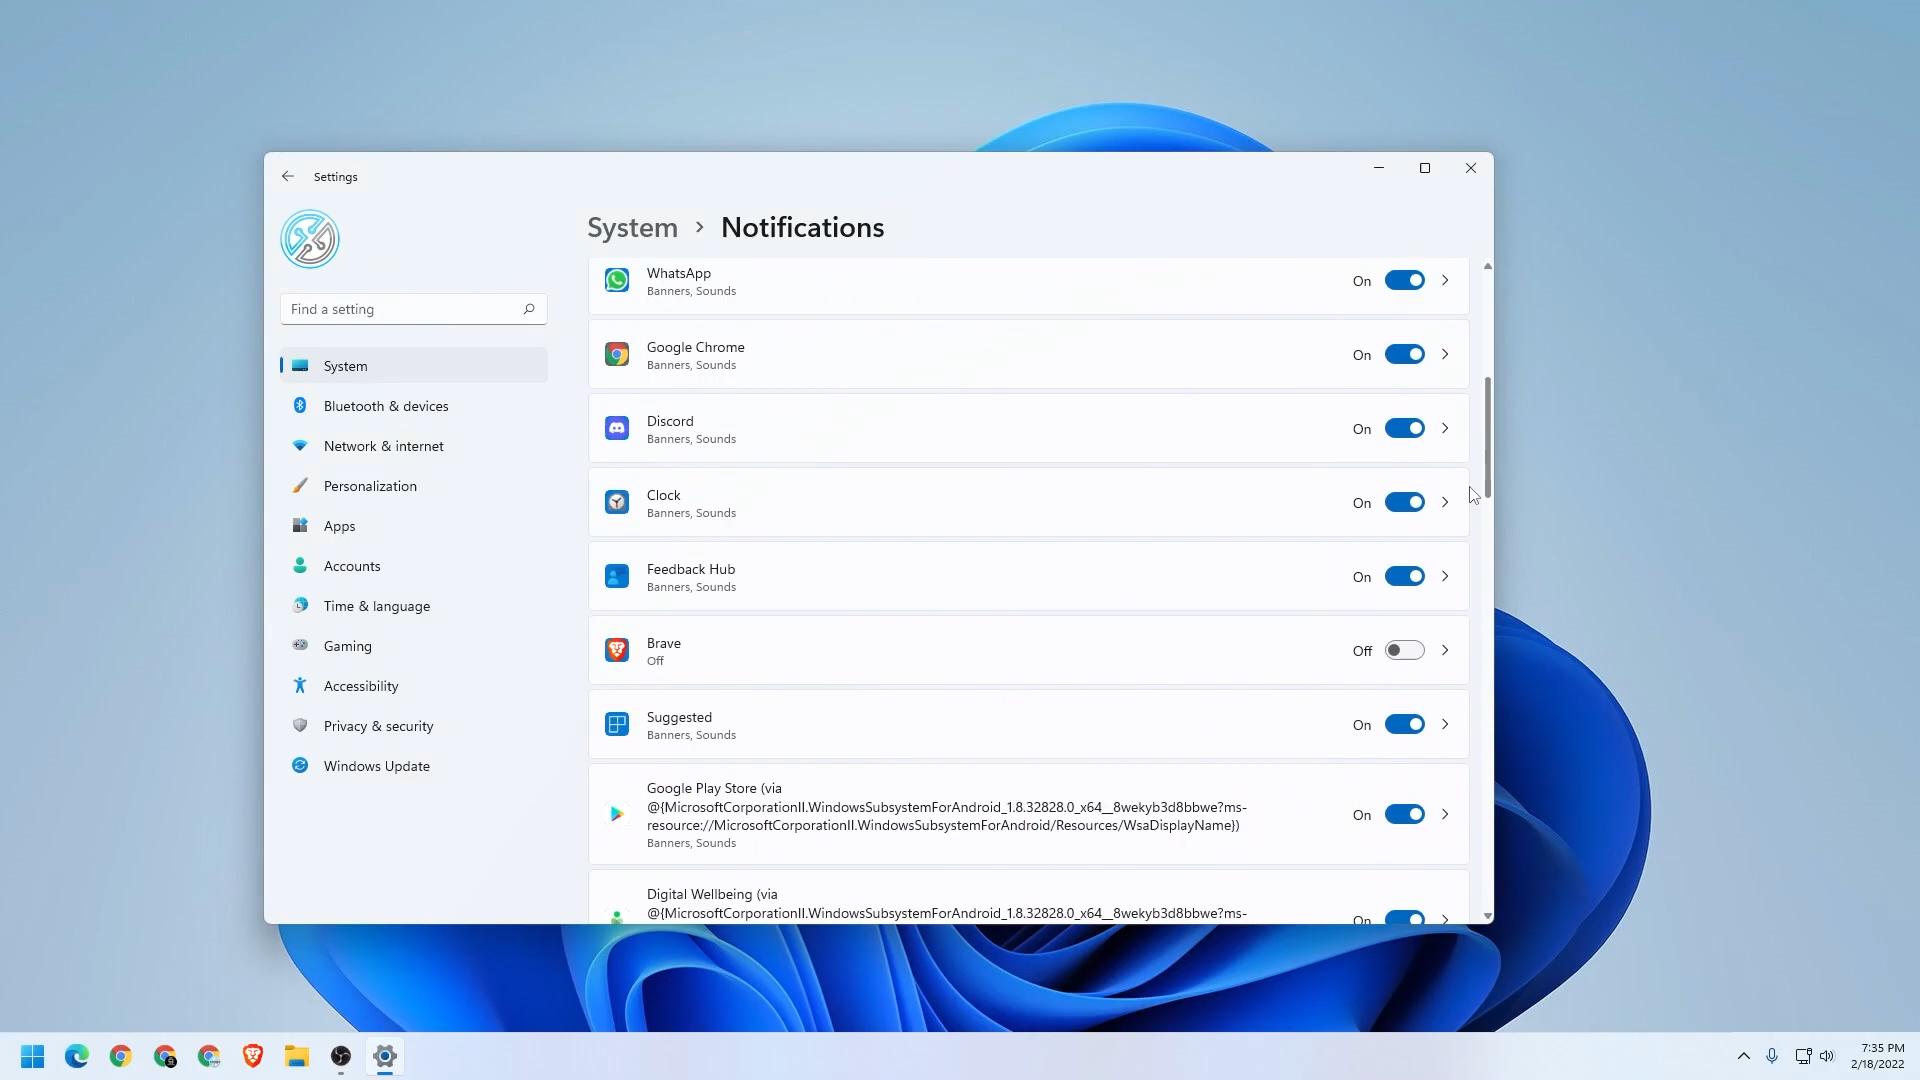 Settings
System > Notifications
Find a setting
System
Bluetooth & devices
Network & internet
Personalization
Apps
Accounts
Time & language
Gaming
Accessibility
Privacy & security
Windows Update
WhatsApp
Banners, Sounds
On
Google Chrome
Banners, Sounds
On
Discord
Banners, Sounds
On
Clock
Banners, Sounds
On
Feedback Hub
Banners, Sounds
On
Brave
Off
Off
Suggested
Banners, Sounds
On
Google Play Store (via
@{MicrosoftCorporationII.WindowsSubsystemForAndroid_1.8.32828.0_x64__8wekyb3d8bbwe?ms-
resource://MicrosoftCorporationII.WindowsSubsystemForAndroid/Resources/WsaDisplayName})
Banners, Sounds
On
Digital Wellbeing (via
@{MicrosoftCorporationII.WindowsSubsystemForAndroid_1.8.32828.0_x64__8wekyb3d8bbwe?ms-
On
7:35 PM
2/18/2022